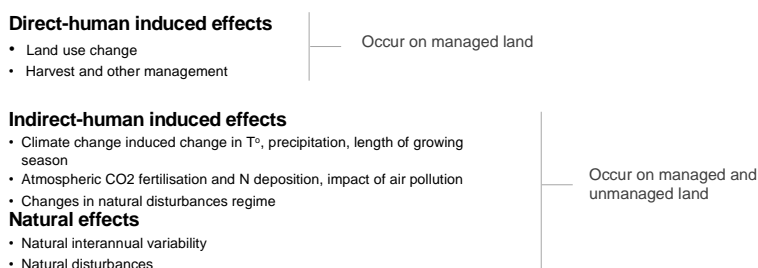 Direct-human induced effects
• Land use change
• Harvest and other management
Occur on managed land
Indirect-human induced effects
• Climate change induced change in Tº, precipitation, length of growing
season
• Atmospheric CO2 fertilisation and N deposition, impact of air pollution
• Changes in natural disturbances regime
Natural effects
• Natural interannual variability
• Natural disturbances
Occur on managed and
unmanaged land